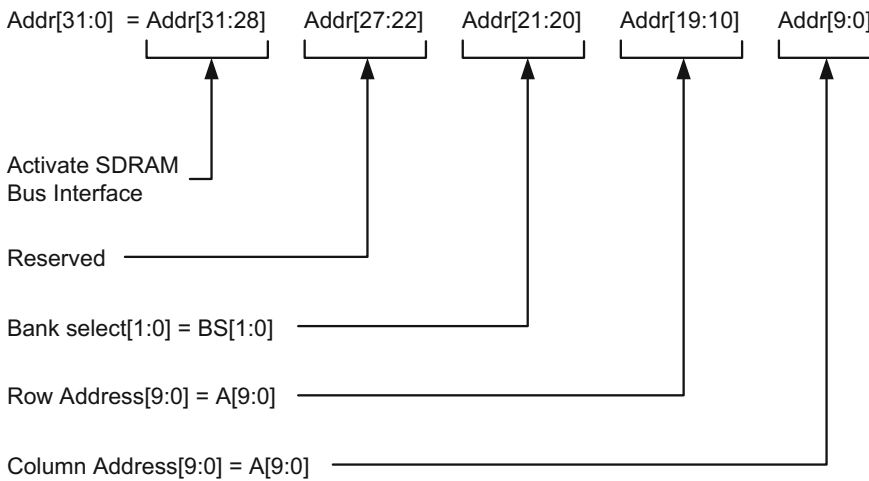 Addr[31:0] = Addr[31:28] Addr[27:22] Addr[21:20] Addr[19:10] Addr[9:0]
Activate SDRAM
Bus Interface
Reserved
Bank select[1:0] = BS[1:0]
Row Address[9:0] = A[9:0]
Column Address[9:0] = A[9:0]